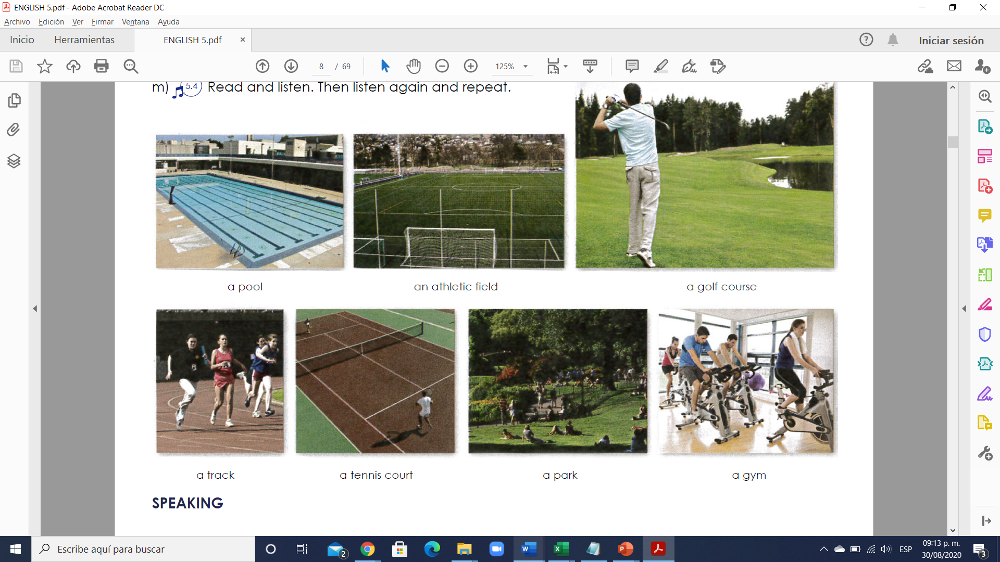 ENGLISH 5.pdf - Adobe Acrobat Reader DC
Archivo Edición Ver Firmar Ventana Ayuda
Inicio Herramientas ENGLISH 5.pdf Iniciar sesión
8 / 69 125%
m) 5.4 Read and listen. Then listen again and repeat.
a pool an athletic field a golf course
a track a tennis court a park a gym
SPEAKING
Escribe aquí para buscar
2
ESP
09:13 p. m.
30/08/2020
3